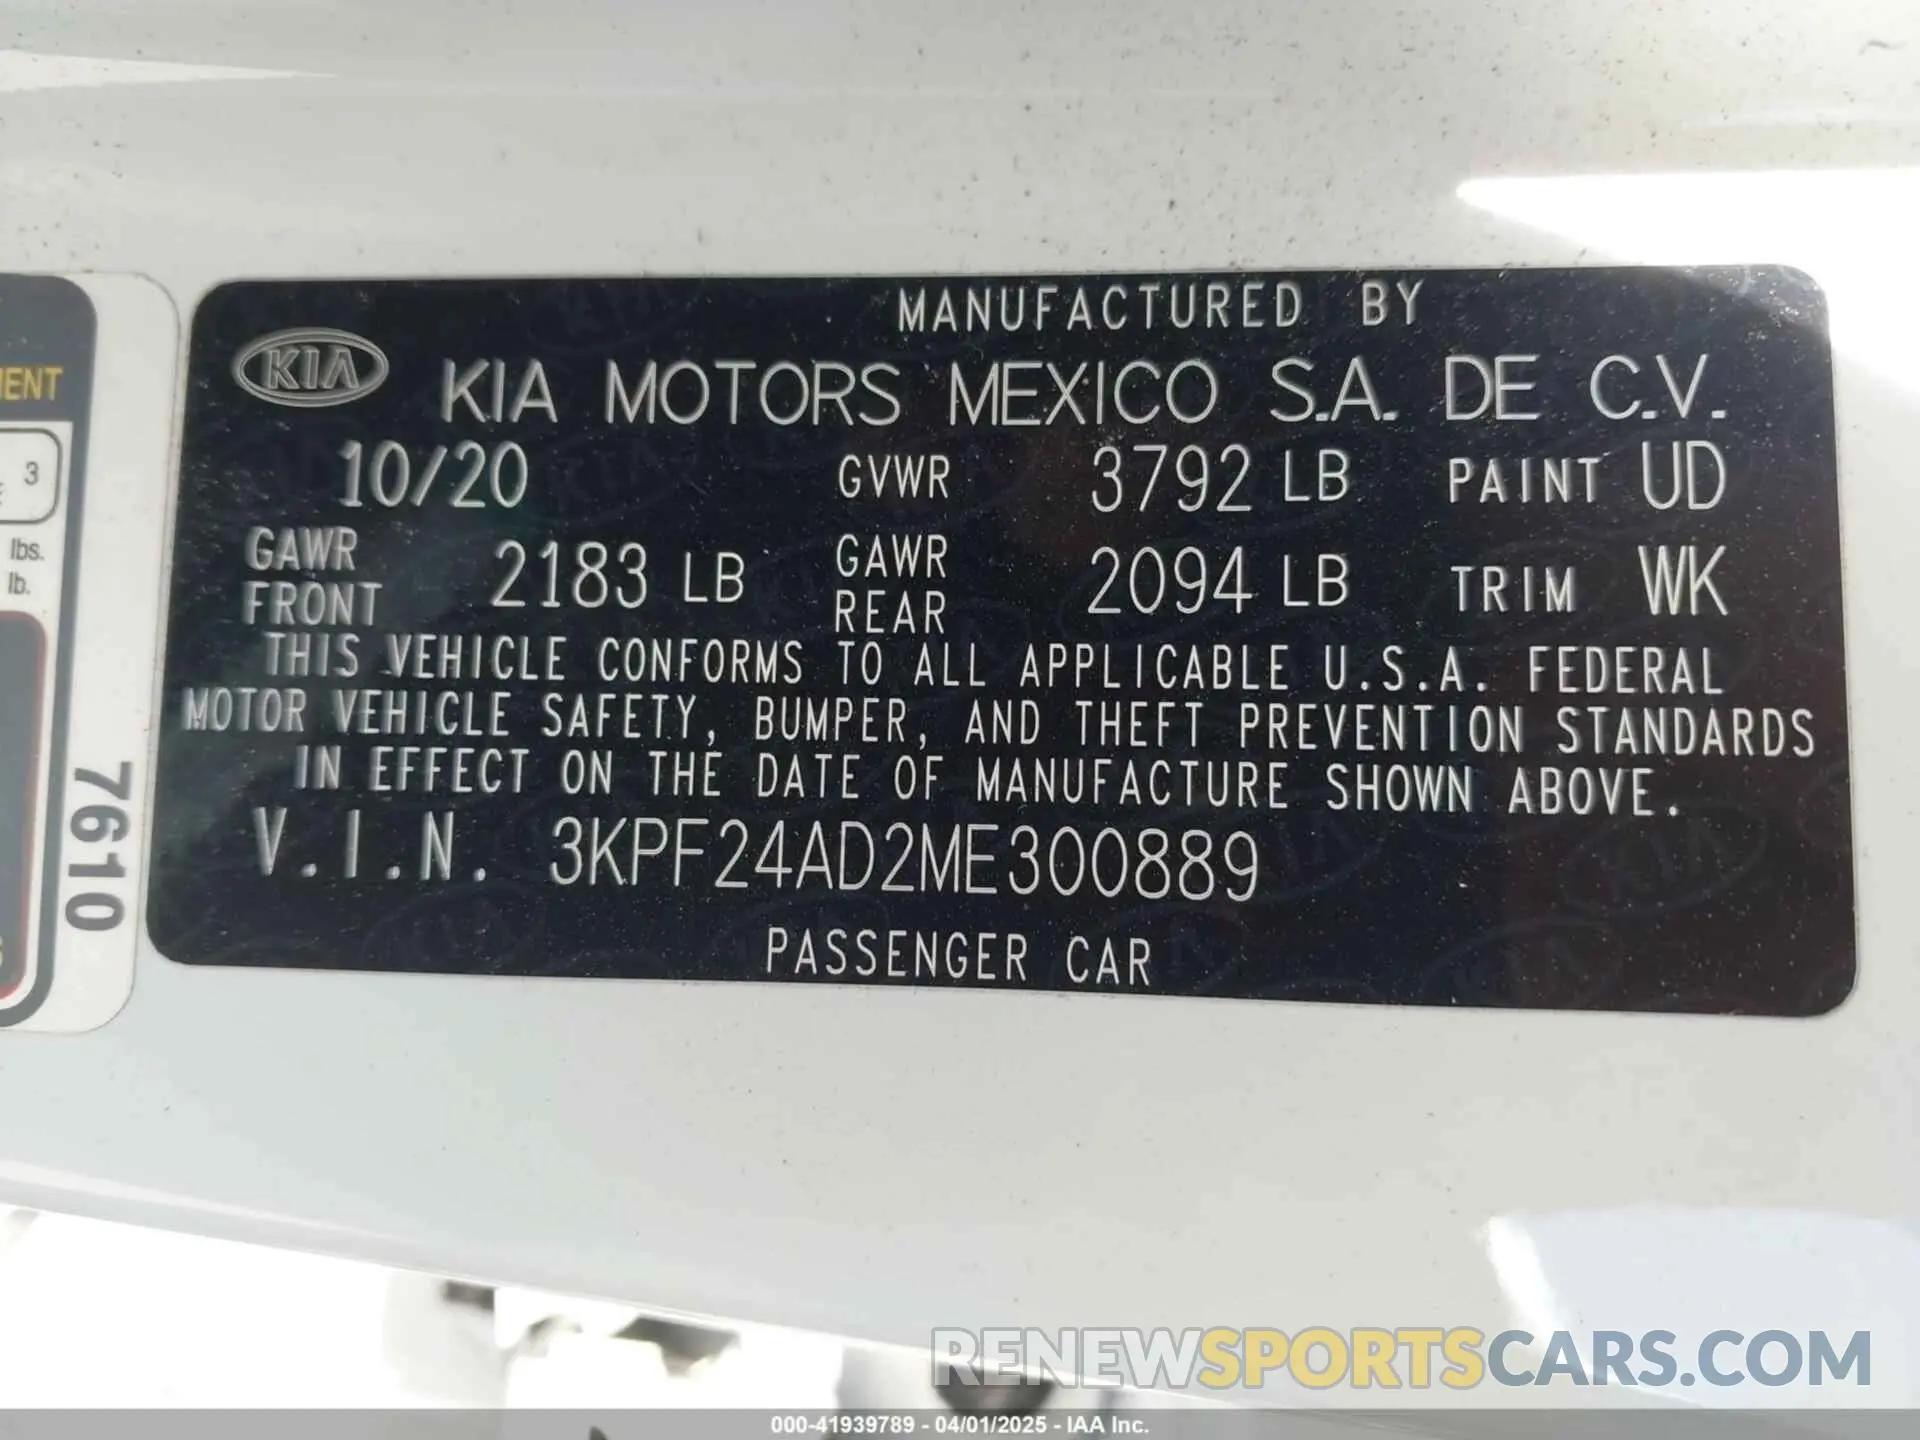 MANUFACTURED BY
KIA KIA MOTORS MEXICO S.A. DE C.V.
10/20 GVWR 3792 LB PAINT UD
GAWR FRONT 2183 LB GAWR REAR 2094 LB TRIM WK
THIS VEHICLE CONFORMS TO ALL APPLICABLE U.S.A. FEDERAL
MOTOR VEHICLE SAFETY, BUMPER, AND THEFT PREVENTION STANDARDS
IN EFFECT ON THE DATE OF MANUFACTURE SHOWN ABOVE.
V.I.N. 3KPF24AD2ME300889
PASSENGER CAR
3
lbs.
lb.
7610
RENEWSPORTSCARS.COM
000-41939789 - 04/01/2025 - IAA Inc.